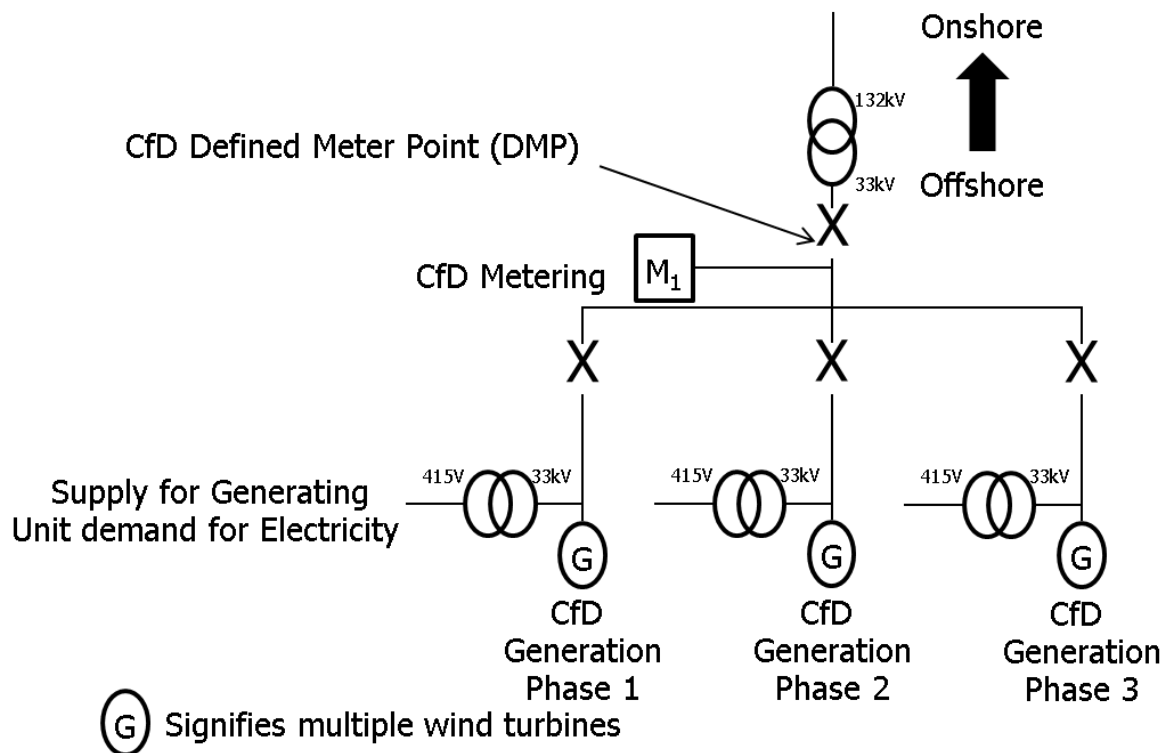 Onshore
132kV
CfD Defined Meter Point (DMP)
33kV
Offshore
X
CfD Metering
M₁
X
X
X
415V
33kV
415V
33kV
415V
33kV
Supply for Generating
Unit demand for Electricity
G
G
G
CfD
Generation
Phase 1
CfD
Generation
Phase 2
CfD
Generation
Phase 3
G
Signifies multiple wind turbines